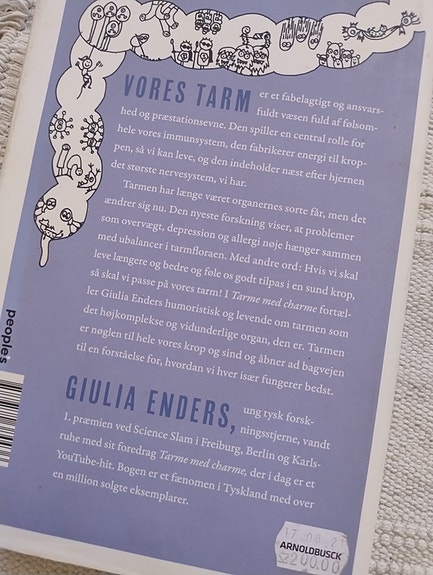 VORES TARM er et fabelagtigt og ansvars-
fuldt væsen fuld af følsom-
hed og præstationsevne. Den spiller en central rolle for
hele vores immunsystem, den fabrikerer energi til krop-
pen, så vi kan leve, og den indeholder næst efter hjernen
det største nervesystem, vi har.
Tarmen har længe været organernes sorte får, men det
ændrer sig nu. Den nyeste forskning viser, at problemer
som overvægt, depression og allergi nøje hænger sammen
med ubalancer i tarmfloraen. Med andre ord: Hvis vi skal
leve længere og bedre og føle os godt tilpas i en sund krop,
så skal vi passe på vores tarm! I Tarme med charme fortæl-
ler Giulia Enders humoristisk og levende om tarmen som
det højkomplekse og vidunderlige organ, den er. Tarmen
er nøglen til hele vores krop og sind og åbner ad bagvejen
til en forståelse for, hvordan vi hver især fungerer bedst.
GIULIA ENDERS, ung tysk forsk-
ningsstjerne, vandt
1. præmien ved Science Slam i Freiburg, Berlin og Karls-
ruhe med sit foredrag Tarme med charme, der i dag er et
YouTube-hit. Bogen er et fænomen i Tyskland med over
en million solgte eksemplarer.
people's
ARNOLDBUSCK
200.00